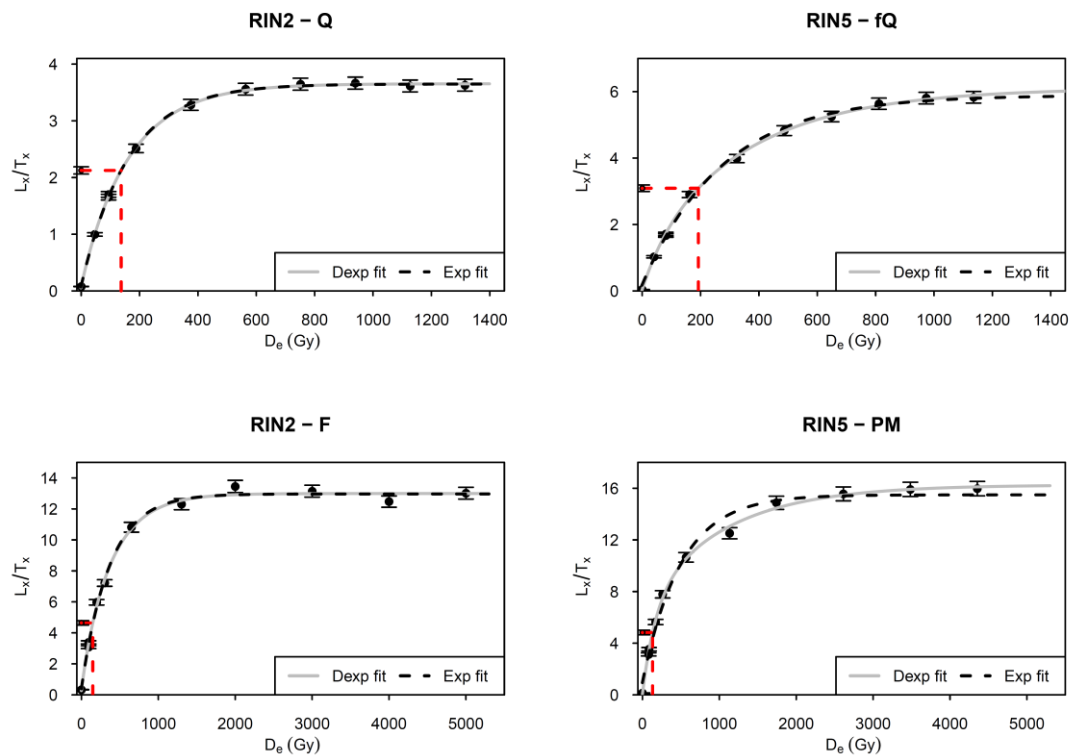 RIN2 − Q
Lx/Tx
4
3
2
1
0
Dexp fit Exp fit
0 200 400 600 800 1000 1200 1400
De (Gy)
RIN5 − fQ
Lx/Tx
6
4
2
0
Dexp fit Exp fit
0 200 400 600 800 1000 1200 1400
De (Gy)
RIN2 − F
Lx/Tx
14
12
10
8
6
4
2
0
Dexp fit Exp fit
0 1000 2000 3000 4000 5000
De (Gy)
RIN5 − PM
Lx/Tx
16
12
8
4
0
Dexp fit Exp fit
0 1000 2000 3000 4000 5000
De (Gy)